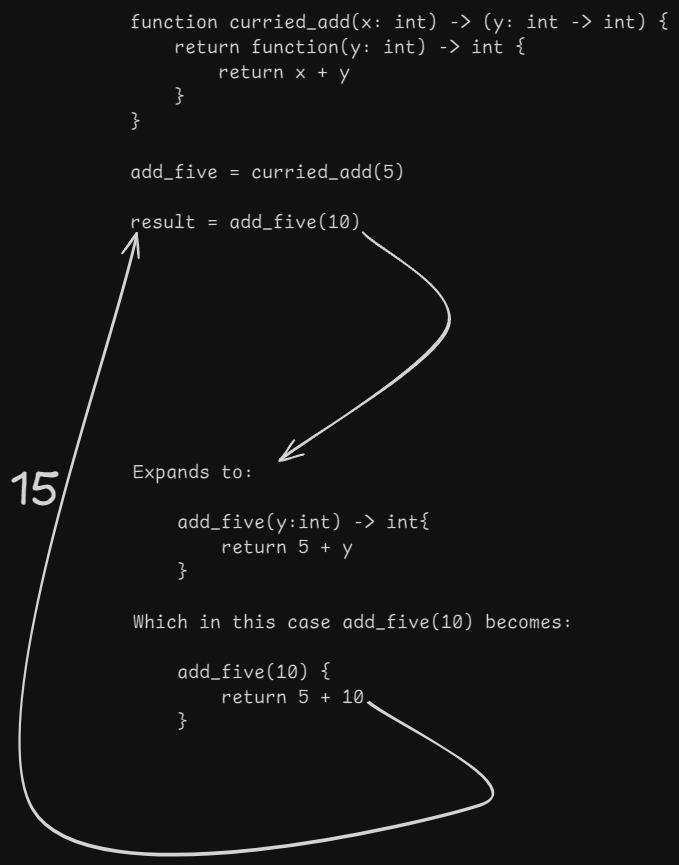 function curried_add(x: int) -> (y: int -> int) {
    return function(y: int) -> int {
        return x + y
    }
}
add_five = curried_add(5)
result = add_five(10)
Expands to:
    add_five(y:int) -> int{
        return 5 + y
    }
Which in this case add_five(10) becomes:
    add_five(10) {
        return 5 + 10
    }
15